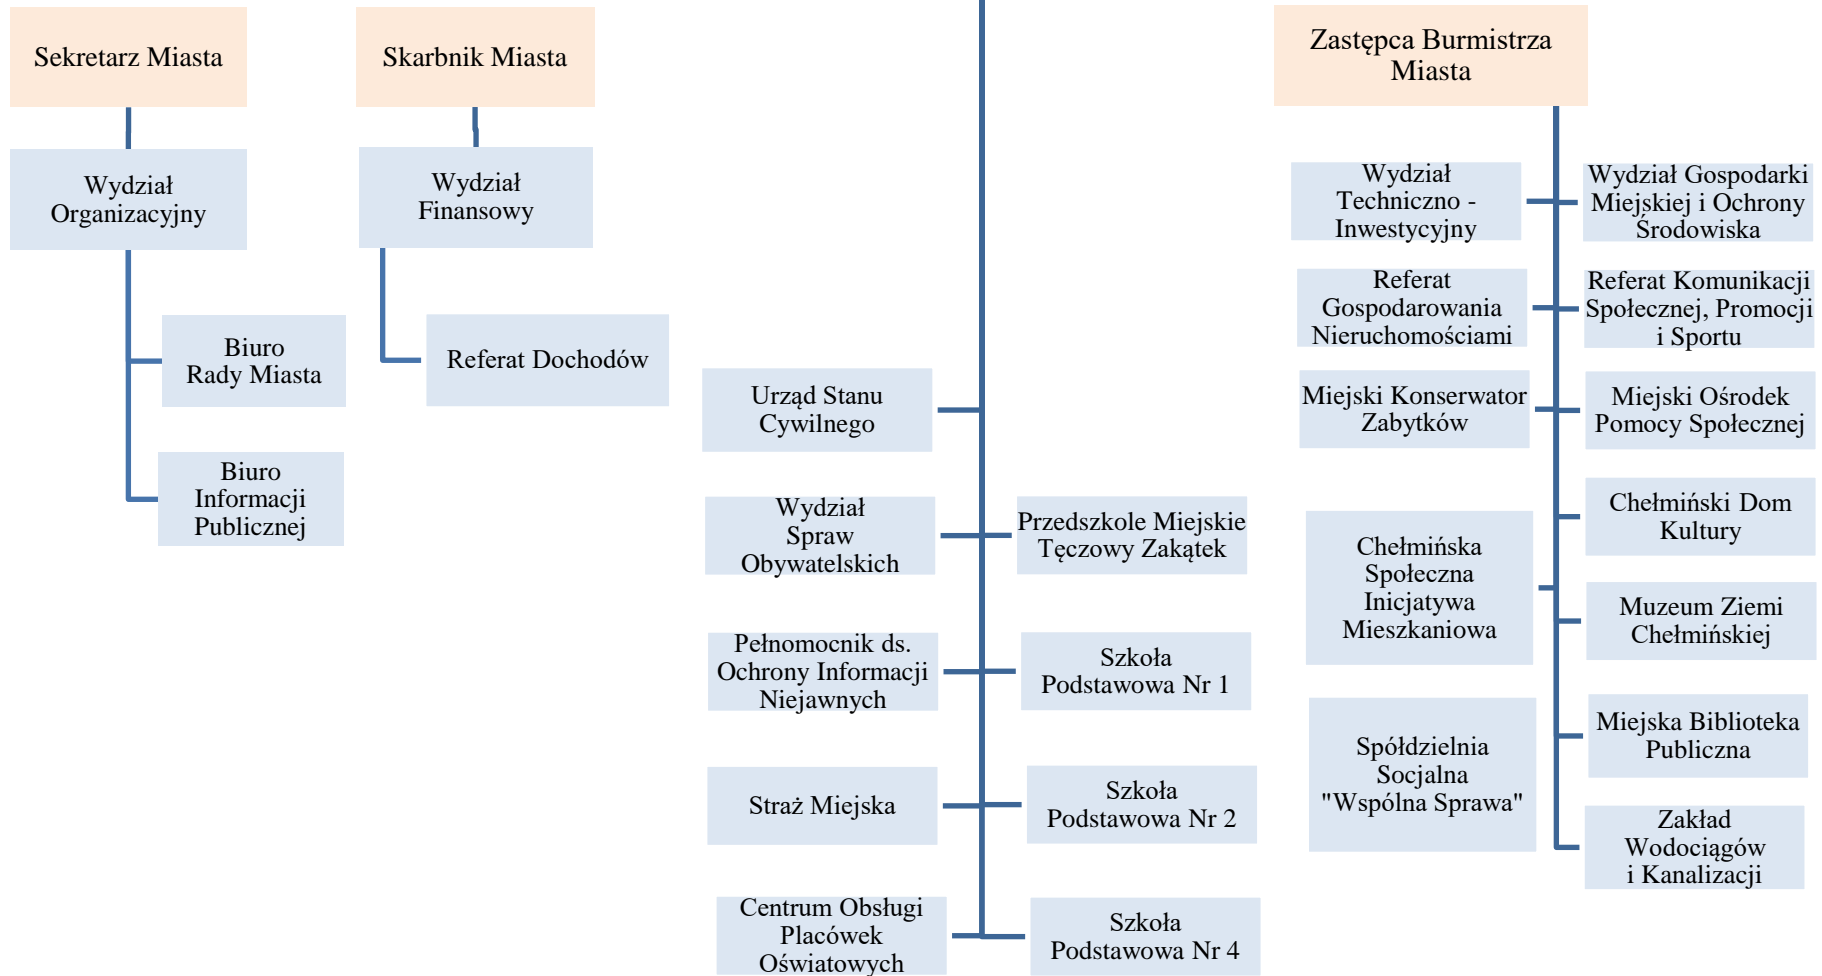 Sekretarz Miasta
Wydział
Organizacyjny
Biuro
Rady Miasta
Biuro
Informacji
Publicznej
Skarbnik Miasta
Wydział
Finansowy
Referat Dochodów
Urząd Stanu
Cywilnego
Wydział
Spraw
Obywatelskich
Przedszkole Miejskie
Tęczowy Zakątek
Pełnomocnik ds.
Ochrony Informacji
Niejawnych
Szkoła
Podstawowa Nr 1
Straż Miejska
Szkoła
Podstawowa Nr 2
Centrum Obsługi
Placówek
Oświatowych
Szkoła
Podstawowa Nr 4
Zastępca Burmistrza
Miasta
Wydział
Techniczno -
Inwestycyjny
Wydział Gospodarki
Miejskiej i Ochrony
Środowiska
Referat
Gospodarowania
Nieruchomościami
Referat Komunikacji
Społecznej, Promocji
i Sportu
Miejski Konserwator
Zabytków
Miejski Ośrodek
Pomocy Społecznej
Chełmiński Dom
Kultury
Chełmińska
Społeczna
Inicjatywa
Mieszkaniowa
Muzeum Ziemi
Chełmińskiej
Spółdzielnia
Socjalna
"Wspólna Sprawa"
Miejska Biblioteka
Publiczna
Zakład
Wodociągów
i Kanalizacji